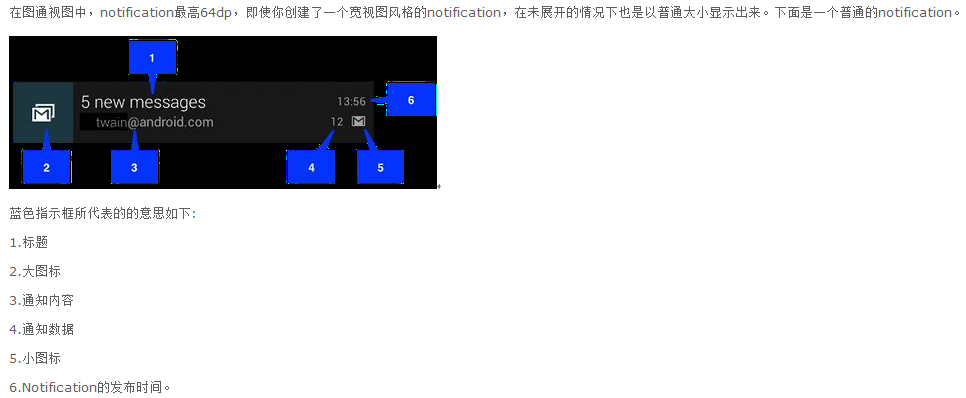 在图通视图中，notification最高64dp，即使你创建了一个宽视图风格的notification，在未展开的情况下也是以普通大小显示出来。下面是一个普通的notification。
1
5 new messages
13:56
6
twain@android.com
12
2
3
4
5
蓝色指示框所代表的的意思如下:
1.标题
2.大图标
3.通知内容
4.通知数据
5.小图标
6.Notification的发布时间。